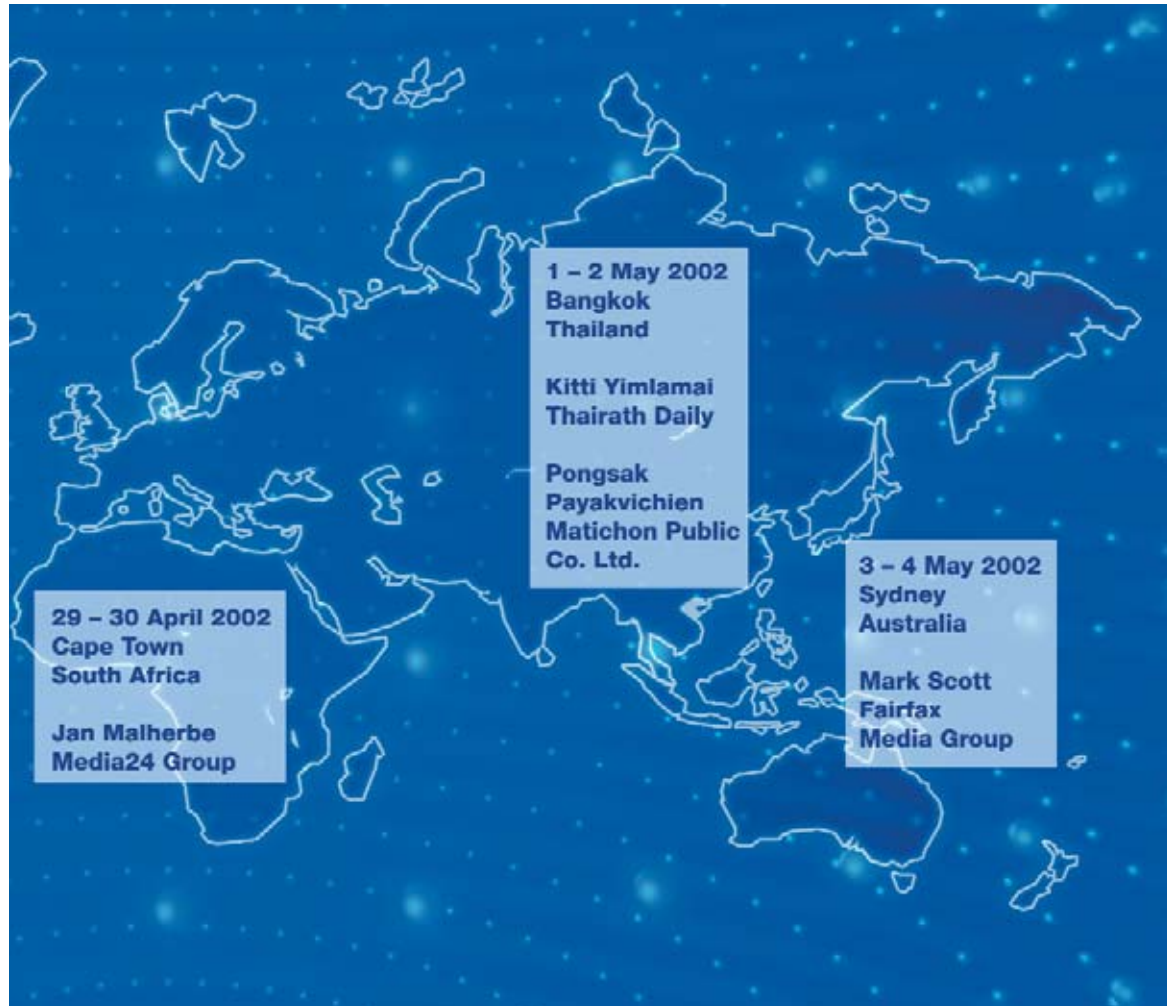 1 – 2 May 2002
Bangkok
Thailand
Kitti Yimlamai
Thairath Daily
Pongsak
Payakvichien
Matichon Public
Co. Ltd.
3 – 4 May 2002
Sydney
Australia
Mark Scott
Fairfax
Media Group
29 – 30 April 2002
Cape Town
South Africa
Jan Malherbe
Media24 Group